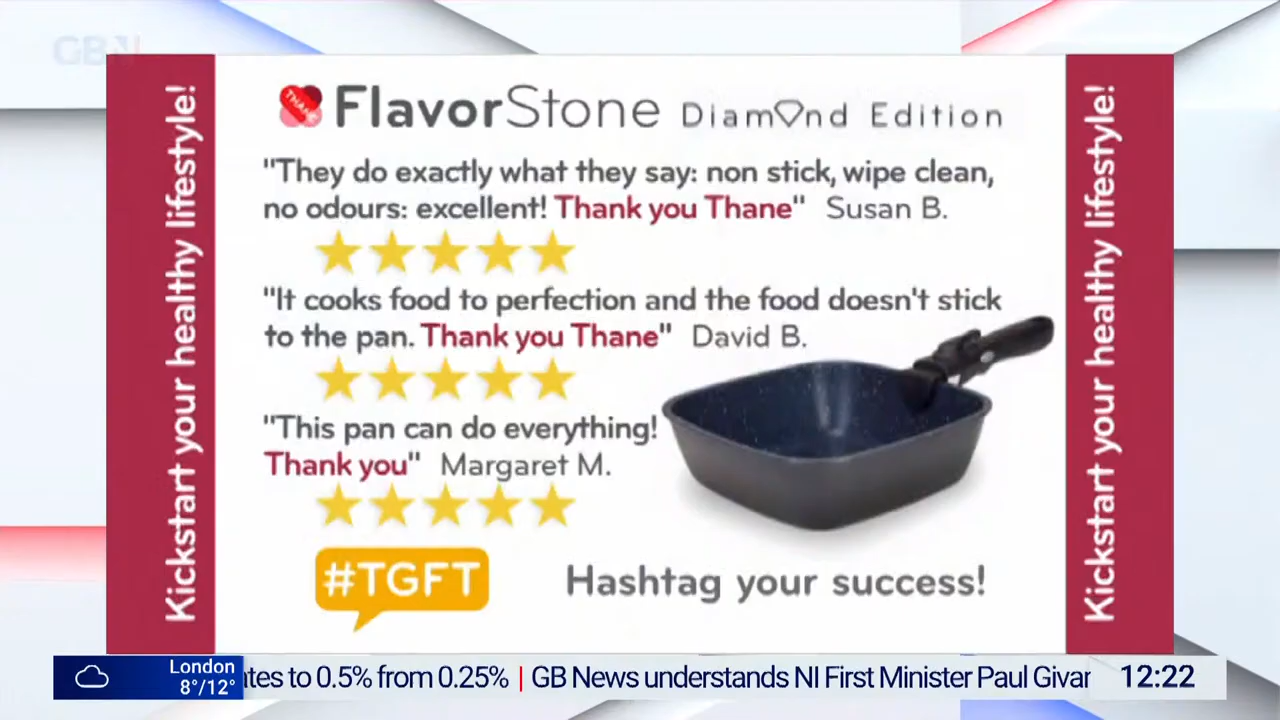 GBN
Kickstart your healthy lifestyle!
THANE
FlavorStone Diamond Edition
"They do exactly what they say: non stick, wipe clean,
no odours: excellent! Thank you Thane" Susan B.
"It cooks food to perfection and the food doesn't stick
to the pan. Thank you Thane" David B.
"This pan can do everything!
Thank you" Margaret M.
#TGFT
Hashtag your success!
Kickstart your healthy lifestyle!
London
8°/12°
ates to 0.5% from 0.25% | GB News understands NI First Minister Paul Givan
12:22